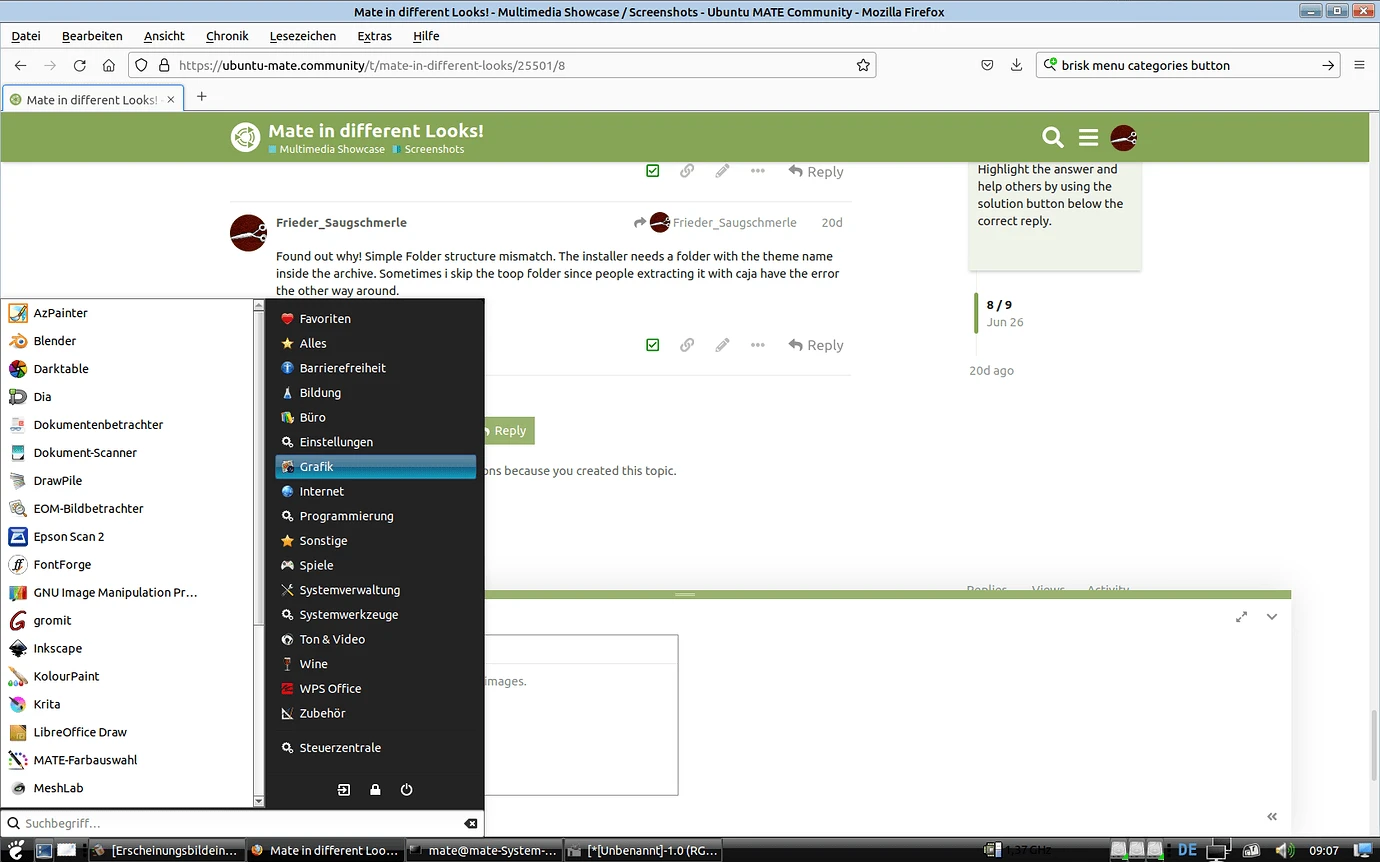 Mate in different Looks! - Multimedia Showcase / Screenshots - Ubuntu MATE Community - Mozilla Firefox
Datei Bearbeiten Ansicht Chronik Lesezeichen Extras Hilfe
https://ubuntu-mate.community/t/mate-in-different-looks/25501/8
brisk menu categories button
Mate in different Looks! -
Mate in different Looks!
Multimedia Showcase Screenshots
Reply
Highlight the answer and
help others by using the
solution button below the
correct reply.
Frieder_Saugschmerle
Frieder_Saugschmerle 20d
Found out why! Simple Folder structure mismatch. The installer needs a folder with the theme name
inside the archive. Sometimes i skip the toop folder since people extracting it with caja have the error
the other way around.
Reply
8 / 9
Jun 26
20d ago
Reply
ons because you created this topic.
Replies Views Activity
images.
AzPainter
Blender
Darktable
Dia
Dokumentenbetrachter
Dokument-Scanner
DrawPile
EOM-Bildbetrachter
Epson Scan 2
FontForge
GNU Image Manipulation Pr...
gromit
Inkscape
KolourPaint
Krita
LibreOffice Draw
MATE-Farbauswahl
MeshLab
Favoriten
Alles
Barrierefreiheit
Bildung
Büro
Einstellungen
Grafik
Internet
Programmierung
Sonstige
Spiele
Systemverwaltung
Systemwerkzeuge
Ton & Video
Wine
WPS Office
Zubehör
Steuerzentrale
Suchbegriff...
[Erscheinungsbildein... Mate in different Loo... mate@mate-System-... *[Unbenannt]-1.0 (RG... 1,37 GHz DE 09:07